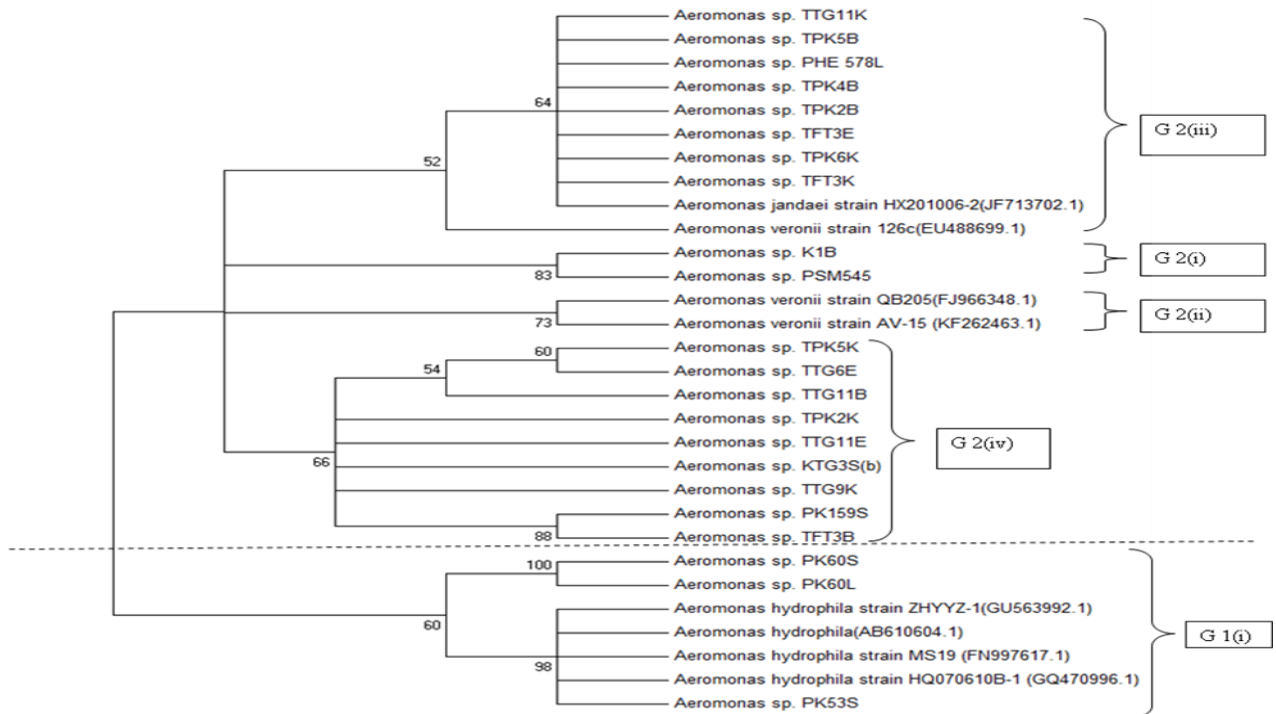 Aeromonas sp. TTG11K
Aeromonas sp. TPK5B
Aeromonas sp. PHE 578L
Aeromonas sp. TPK4B
64
Aeromonas sp. TPK2B
G 2(iii)
Aeromonas sp. TFT3E
52
Aeromonas sp. TPK6K
Aeromonas sp. TFT3K
Aeromonas jandaei strain HX201006-2(JF713702.1)
Aeromonas veronii strain 126c(EU488699.1)
Aeromonas sp. K1B
G 2(i)
83
Aeromonas sp. PSM545
Aeromonas veronii strain QB205(FJ966348.1)
G 2(ii)
73
Aeromonas veronii strain AV-15 (KF262463.1)
60
Aeromonas sp. TPK5K
54
Aeromonas sp. TTG6E
Aeromonas sp. TTG11B
Aeromonas sp. TPK2K
Aeromonas sp. TTG11E
G 2(iv)
66
Aeromonas sp. KTG3S(b)
Aeromonas sp. TTG9K
Aeromonas sp. PK159S
88
Aeromonas sp. TFT3B
100
Aeromonas sp. PK60S
Aeromonas sp. PK60L
Aeromonas hydrophila strain ZHYYZ-1(GU563992.1)
60
Aeromonas hydrophila(AB610604.1)
G 1(i)
Aeromonas hydrophila strain MS19 (FN997617.1)
98
Aeromonas hydrophila strain HQ070610B-1 (GQ470996.1)
Aeromonas sp. PK53S